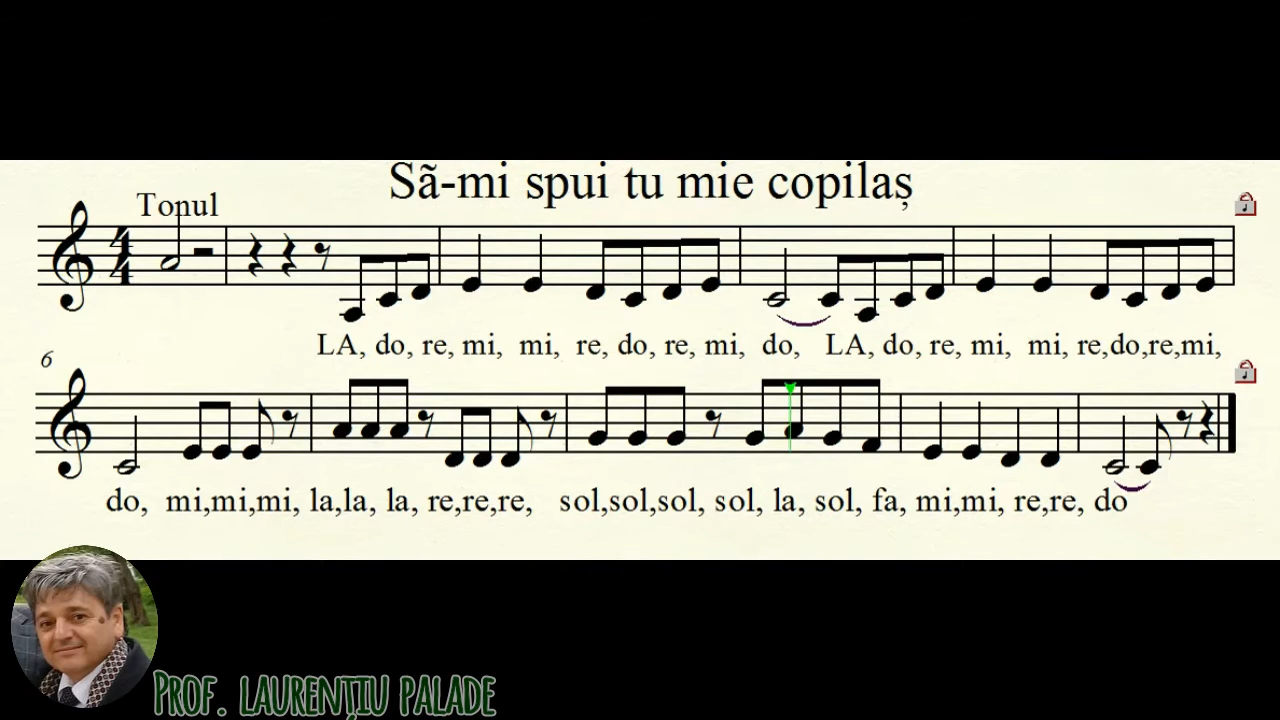 Sã-mi spui tu mie copilaș
Tonul
4
4
LA, do, re, mi, mi, re, do, re, mi, do, LA, do, re, mi, mi, re,do,re,mi,
6
do, mi,mi,mi, la,la, la, re,re,re, sol,sol,sol, sol, la, sol, fa, mi,mi, re,re, do
Prof. Laurențiu Palade